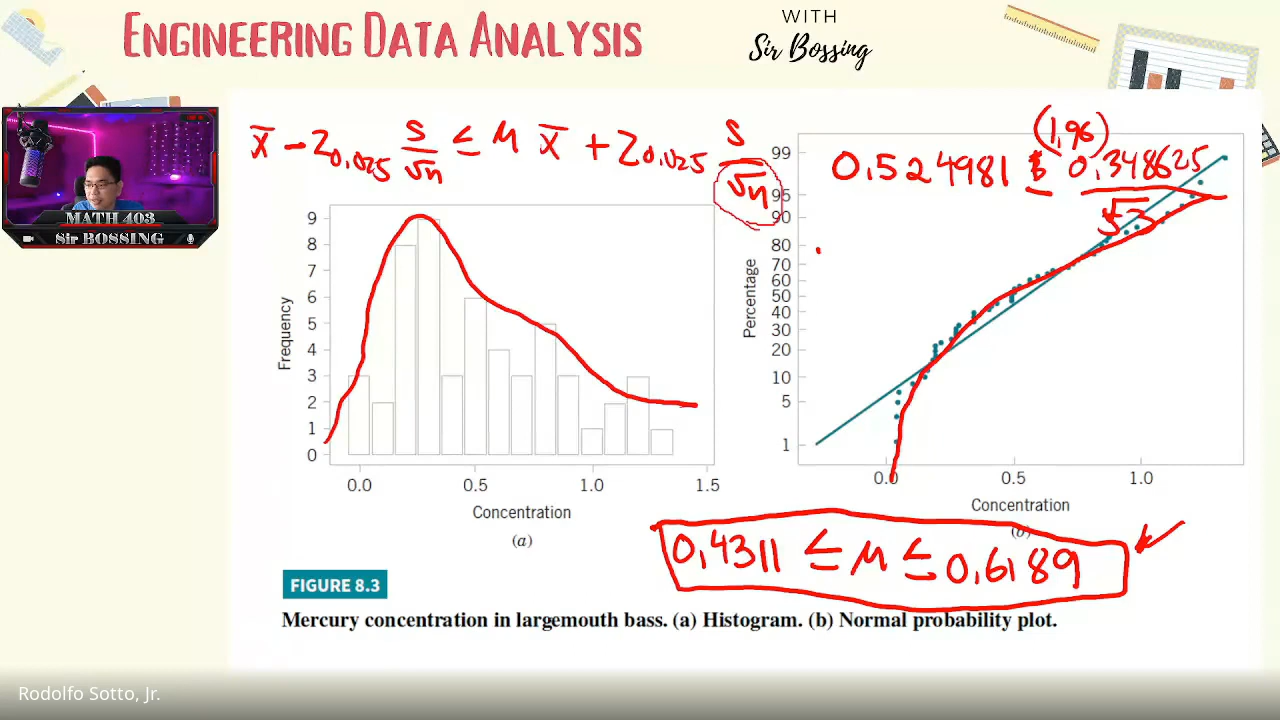 ENGINEERING DATA ANALYSIS
WITH
Sir Bossing
MATH 403
Sir BOSSING
x̄ - Z0.025 s/√n ≤ μ x̄ + Z0.025 s/√n
(1.96)
0.524981 ± 0.348625
√53
9
8
7
6
5
4
3
2
1
0
Frequency
0.0 0.5 1.0 1.5
Concentration
(a)
99
95
90
80
70
60
50
40
30
20
10
5
1
Percentage
0.0 0.5 1.0
Concentration
(b)
0.4311 ≤ μ ≤ 0.6189
FIGURE 8.3
Mercury concentration in largemouth bass. (a) Histogram. (b) Normal probability plot.
Rodolfo Sotto, Jr.